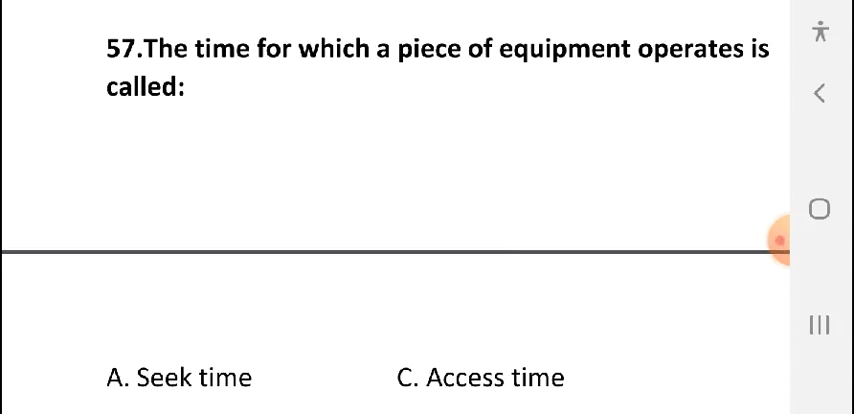 57.The time for which a piece of equipment operates is
called:
A. Seek time C. Access time